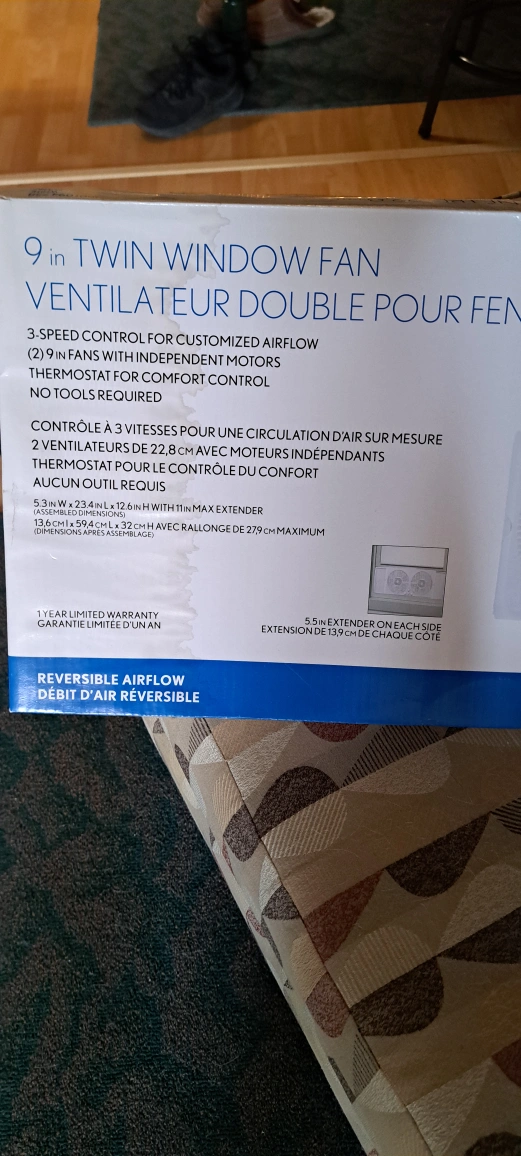 9 in TWIN WINDOW FAN
VENTILATEUR DOUBLE POUR
3-SPEED CONTROL FOR CUSTOMIZED AIRFLOW
(2) 9 IN FANS WITH INDEPENDENT MOTORS
THERMOSTAT FOR COMFORT CONTROL
NO TOOLS REQUIRED
CONTRÔLE À 3 VITESSES POUR UNE CIRCULATION D'AIR SUR MESURE
2 VENTILATEURS DE 22,8 CM AVEC MOTEURS INDÉPENDANTS
THERMOSTAT POUR LE CONTRÔLE DU CONFORT
AUCUN OUTIL REQUIS
5.3 IN W x 23.4 IN L x 12.6 IN H WITH 11 IN MAX EXTENDER
(ASSEMBLED DIMENSIONS)
13,6 CM l x 59,4 CM L x 32 CM H AVEC RALLONGE DE 27,9 CM MAXIMUM
(DIMENSIONS APRÈS ASSEMBLAGE)
5.5 IN EXTENDER ON EACH SIDE
EXTENSION DE 13,9 CM DE CHAQUE CÔTÉ
1 YEAR LIMITED WARRANTY
GARANTIE LIMITÉE D'UN AN
REVERSIBLE AIRFLOW
DÉBIT D'AIR RÉVERSIBLE